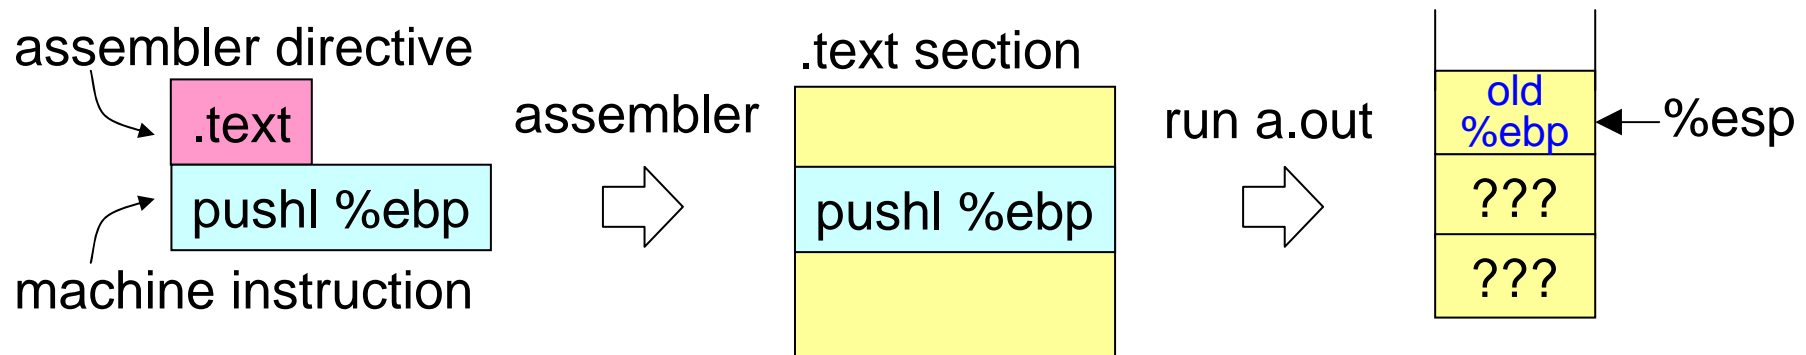 assembler directive
.text
pushl %ebp
machine instruction
assembler
.text section
pushl %ebp
run a.out
old
%ebp
%esp
???
???